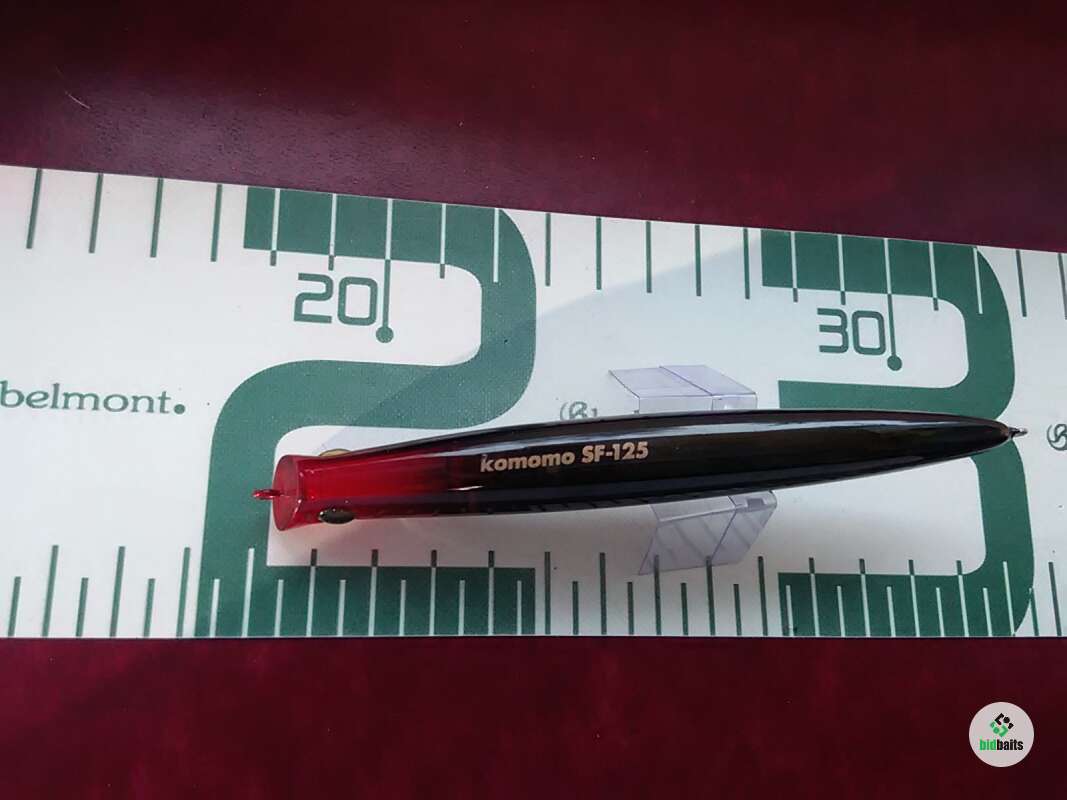 20
30
belmont.
komomo SF-125
bidbaits